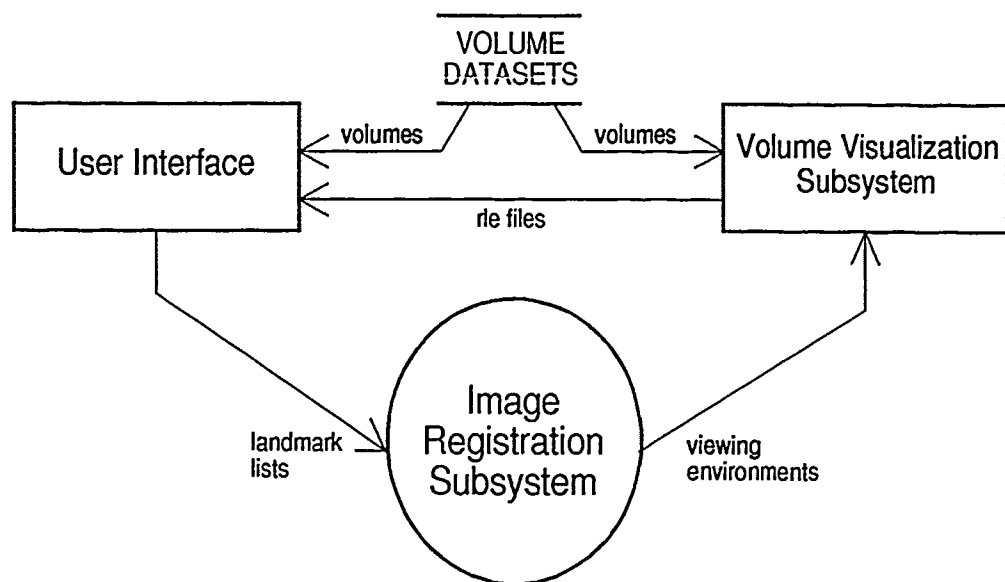 VOLUME
DATASETS
volumes
volumes
User Interface
Volume Visualization
Subsystem
rle files
Image
Registration
Subsystem
landmark
lists
viewing
environments